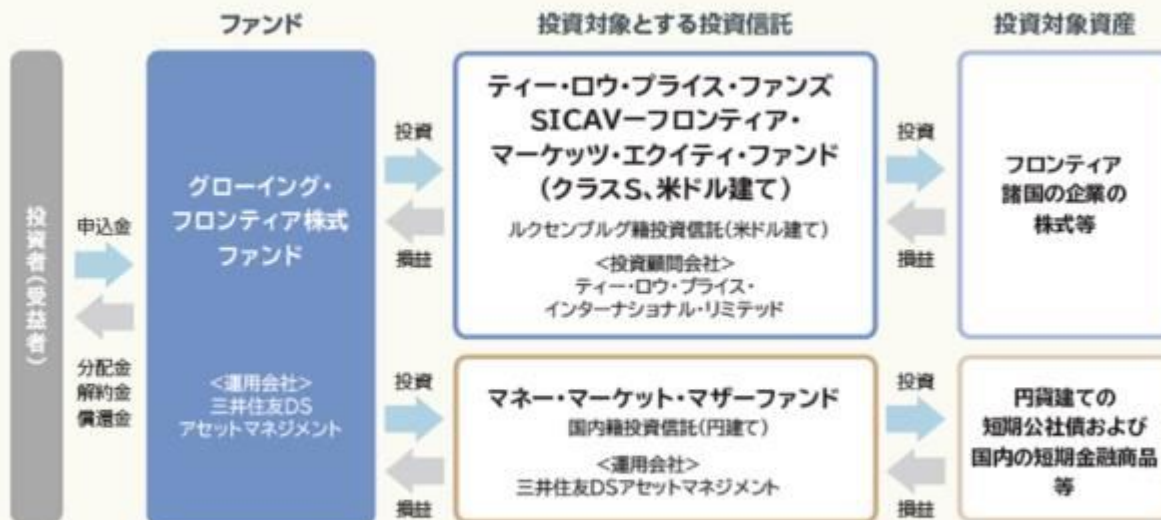 ファンド
投資対象とする投資信託
投資対象資産
投資者(受益者)
申込金
分配金
解約金
償還金
グローイング・
フロンティア株式
ファンド
<運用会社>
三井住友DS
アセットマネジメント
投資
損益
ティー・ロウ・プライス・ファンズ
SICAVーフロンティア・
マーケッツ・エクイティ・ファンド
(クラスS、米ドル建て)
ルクセンブルグ籍投資信託(米ドル建て)
<投資顧問会社>
ティー・ロウ・プライス・
インターナショナル・リミテッド
投資
損益
フロンティア
諸国の企業の
株式等
投資
損益
マネー・マーケット・マザーファンド
国内籍投資信託(円建て)
<運用会社>
三井住友DSアセットマネジメント
投資
損益
円貨建ての
短期公社債および
国内の短期金融商品
等